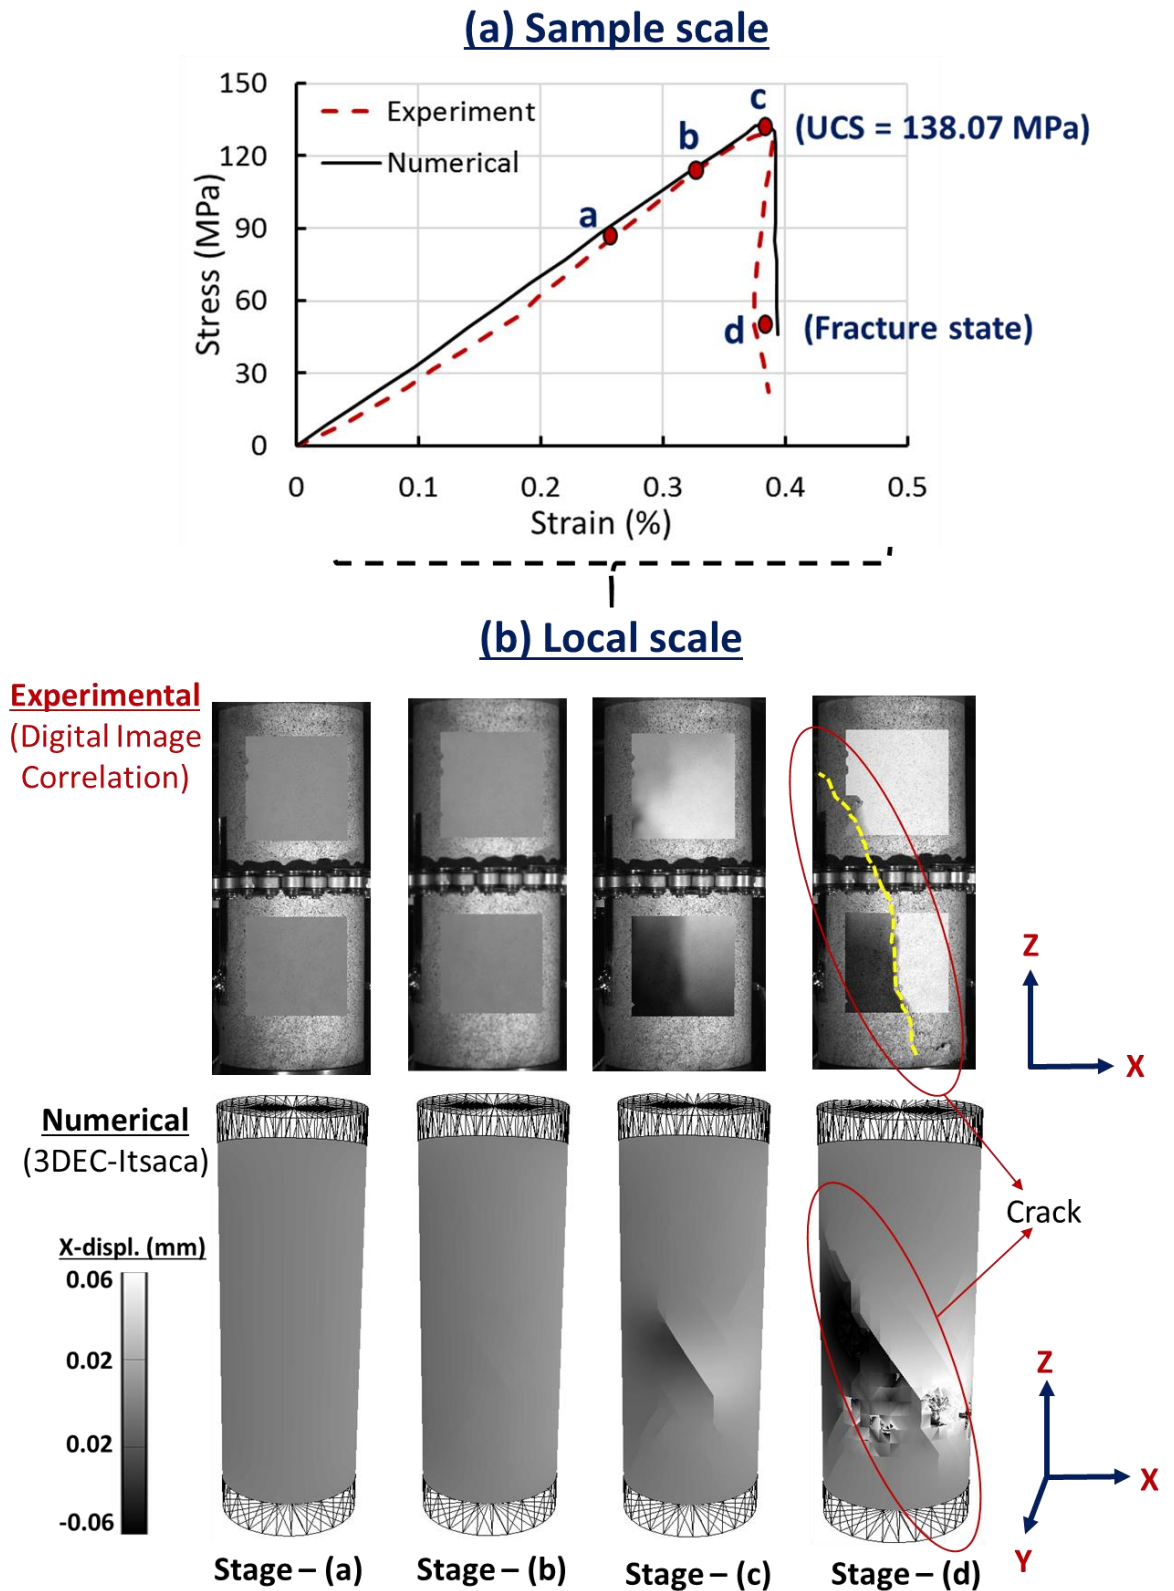 (a) Sample scale
150
120
90
60
30
0
Stress (MPa)
Experiment
Numerical
a
b
c
(UCS = 138.07 MPa)
d
(Fracture state)
0 0.1 0.2 0.3 0.4 0.5
Strain (%)
(b) Local scale
Experimental
(Digital Image
Correlation)
Z
X
Numerical
(3DEC-Itsaca)
Crack
X-displ. (mm)
0.06
0.02
0.02
-0.06
Z
X
Y
Stage – (a) Stage – (b) Stage – (c) Stage – (d)